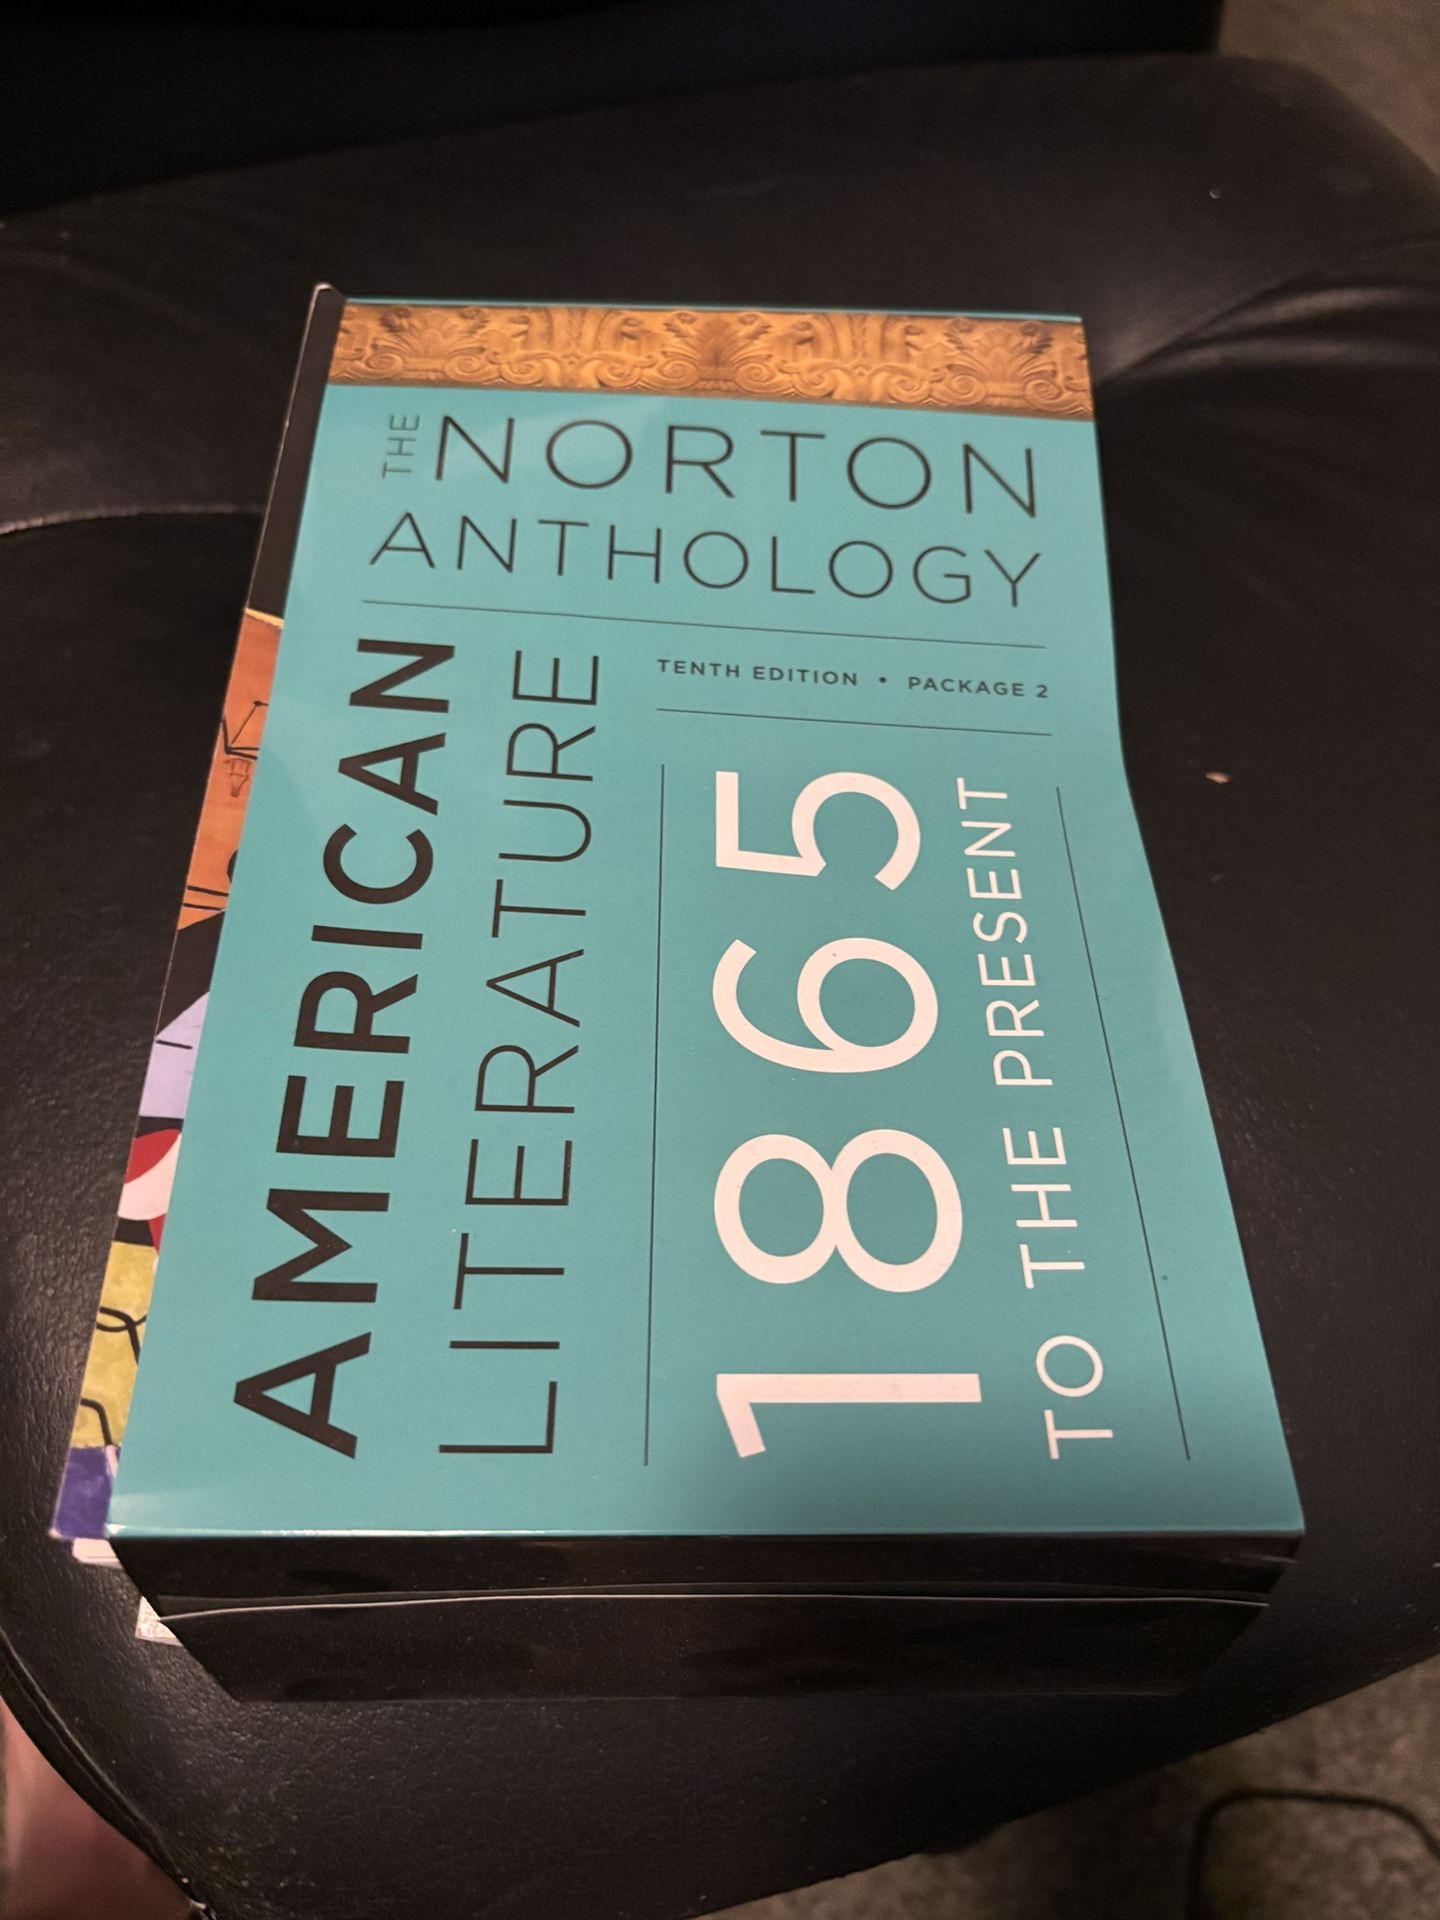 THE NORTON
ANTHOLOGY
AMERICAN
LITERATURE
TENTH EDITION • PACKAGE 2
1865
TO THE PRESENT